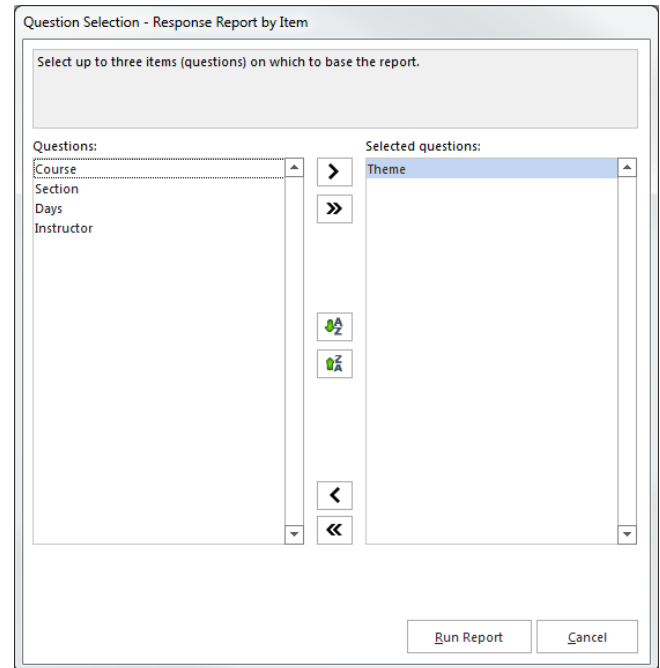 Question Selection - Response Report by Item
Select up to three items (questions) on which to base the report.
Questions:
Selected questions:
Course
Section
Days
Instructor
Theme
A
Z
Z
A
Run Report
Cancel